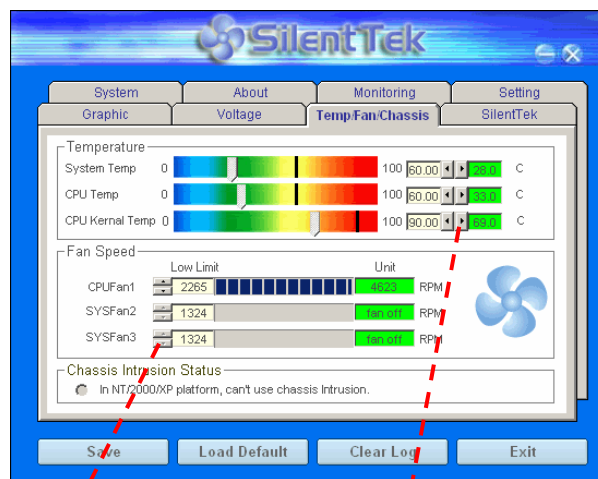 SilentTek
System About Monitoring Setting
Graphic Voltage Temp/Fan/Chassis SilentTek
Temperature
System Temp 0 100 60.00 28.0 C
CPU Temp 0 100 60.00 33.0 C
CPU Kernal Temp 0 100 90.00 69.0 C
Fan Speed
Low Limit Unit
CPUFan1 2265 4623 RPM
SYSFan2 1324 fan off RPM
SYSFan3 1324 fan off RPM
Chassis Intrusion Status
In NT/2000/XP platform, can't use chassis Intrusion.
Save Load Default Clear Log Exit